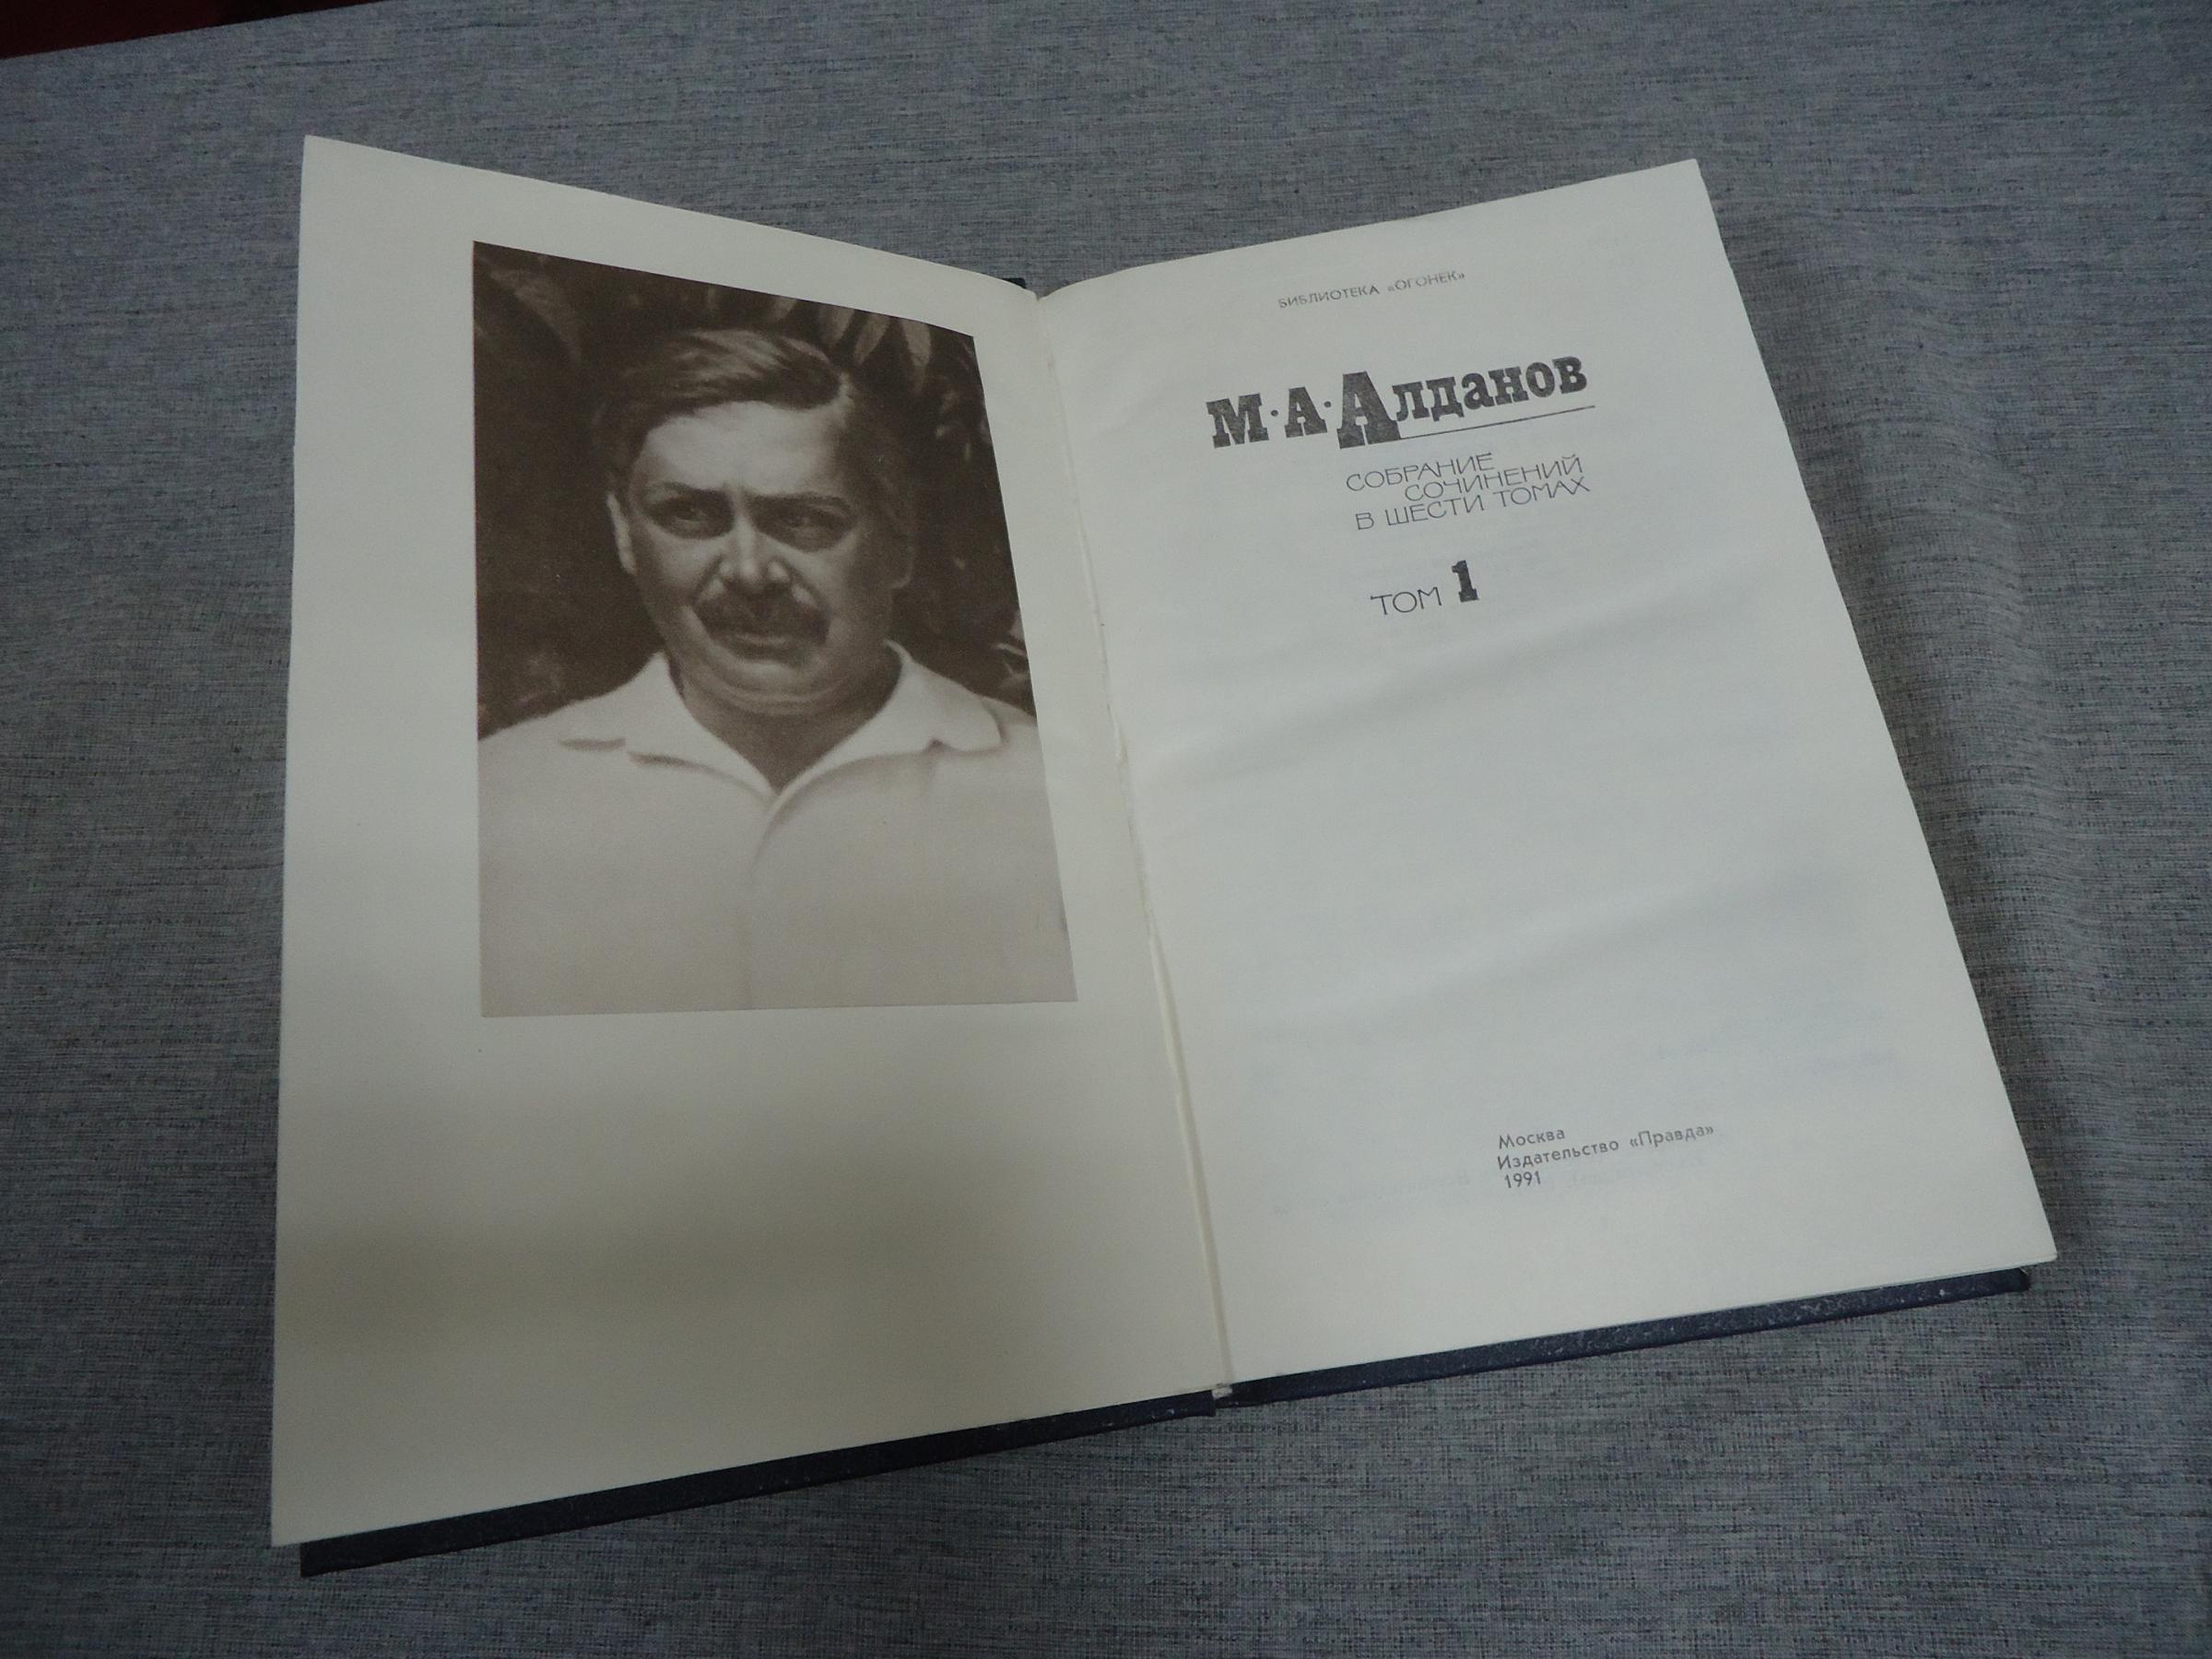 БИБЛИОТЕКА «ОГОНЕК»
М·А·Алданов
СОБРАНИЕ
СОЧИНЕНИЙ
В ШЕСТИ ТОМАХ
ТОМ 1
Москва
Издательство «Правда»
1991